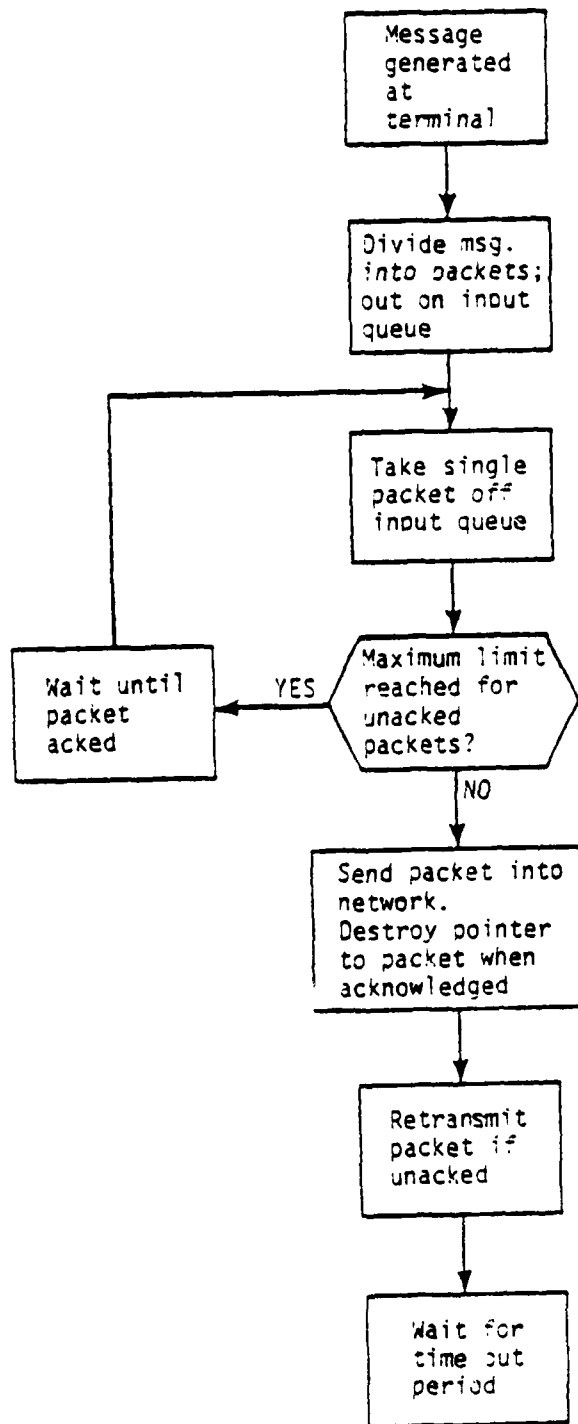 Message
generated
at
terminal
Divide msg.
into packets;
out on input
queue
Take single
packet off
input queue
Maximum limit
reached for
unacked
packets?
YES
Wait until
packet
acked
NO
Send packet into
network.
Destroy pointer
to packet when
acknowledged
Retransmit
packet if
unacked
Wait for
time out
period